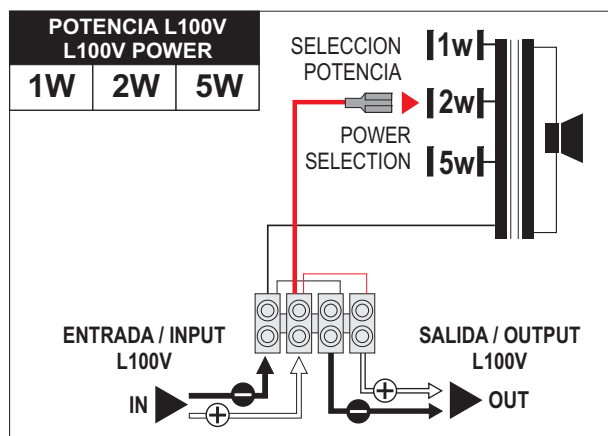 POTENCIA L100V
L100V POWER
1W 2W 5W
SELECCION
POTENCIA
POWER
SELECTION
1w
2w
5w
ENTRADA / INPUT
L100V
IN
SALIDA / OUTPUT
L100V
OUT